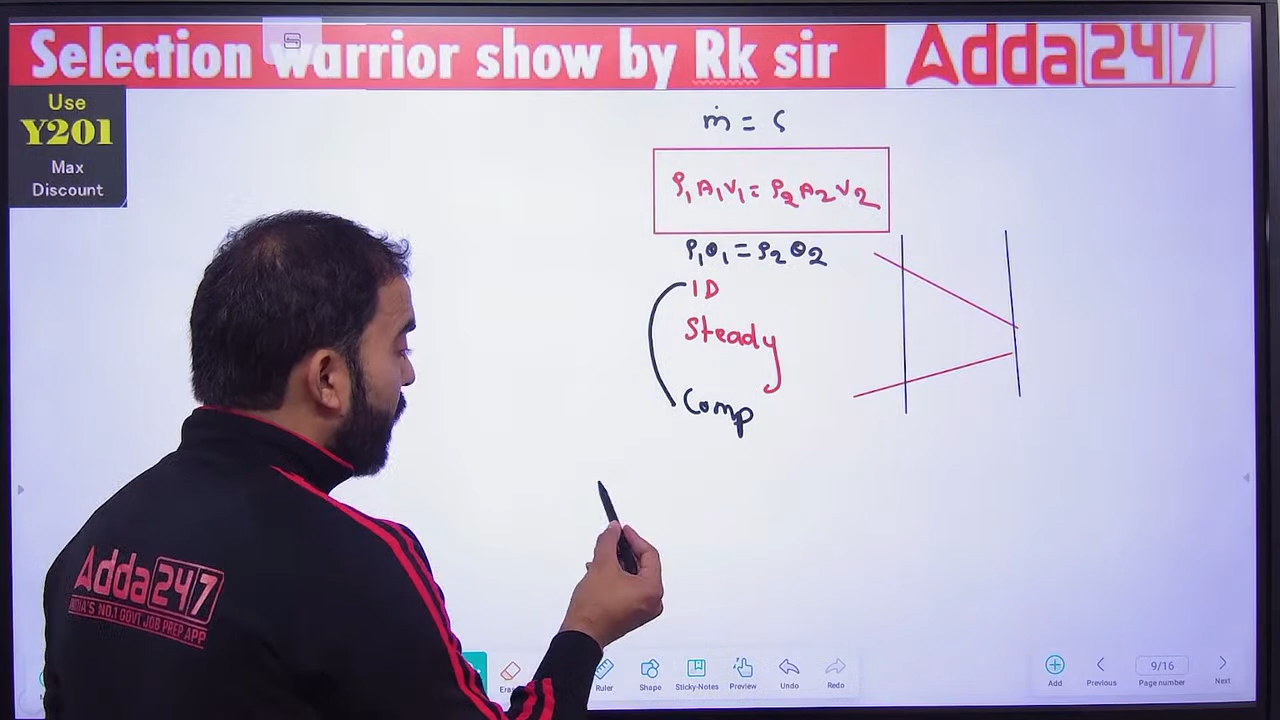 Selection warrior show by Rk sir
Adda247
Use
Y201
Max
Discount
ṁ = C
ρ₁A₁V₁ = ρ₂A₂V₂
ρ₁Q₁ = ρ₂Q₂
1D
Steady
Comp
Adda247
INDIA'S NO.1 GOVT JOB PREP APP
Ruler
Shape
Sticky-Notes
Preview
Undo
Redo
Add
Previous
9/16
Page number
Next